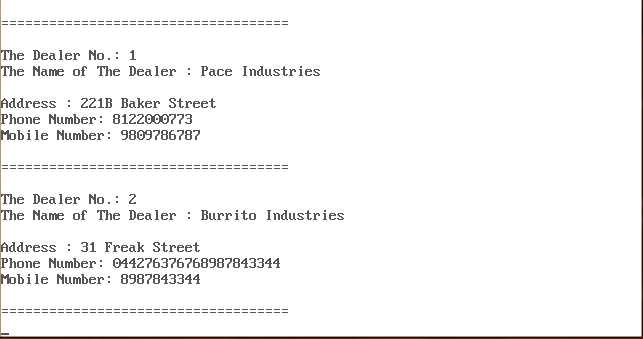 ====================================
The Dealer No.: 1
The Name of The Dealer : Pace Industries
Address : 221B Baker Street
Phone Number: 8122000773
Mobile Number: 9809786787
====================================
The Dealer No.: 2
The Name of The Dealer : Burrito Industries
Address : 31 Freak Street
Phone Number: 044276376768987843344
Mobile Number: 8987843344
====================================
_